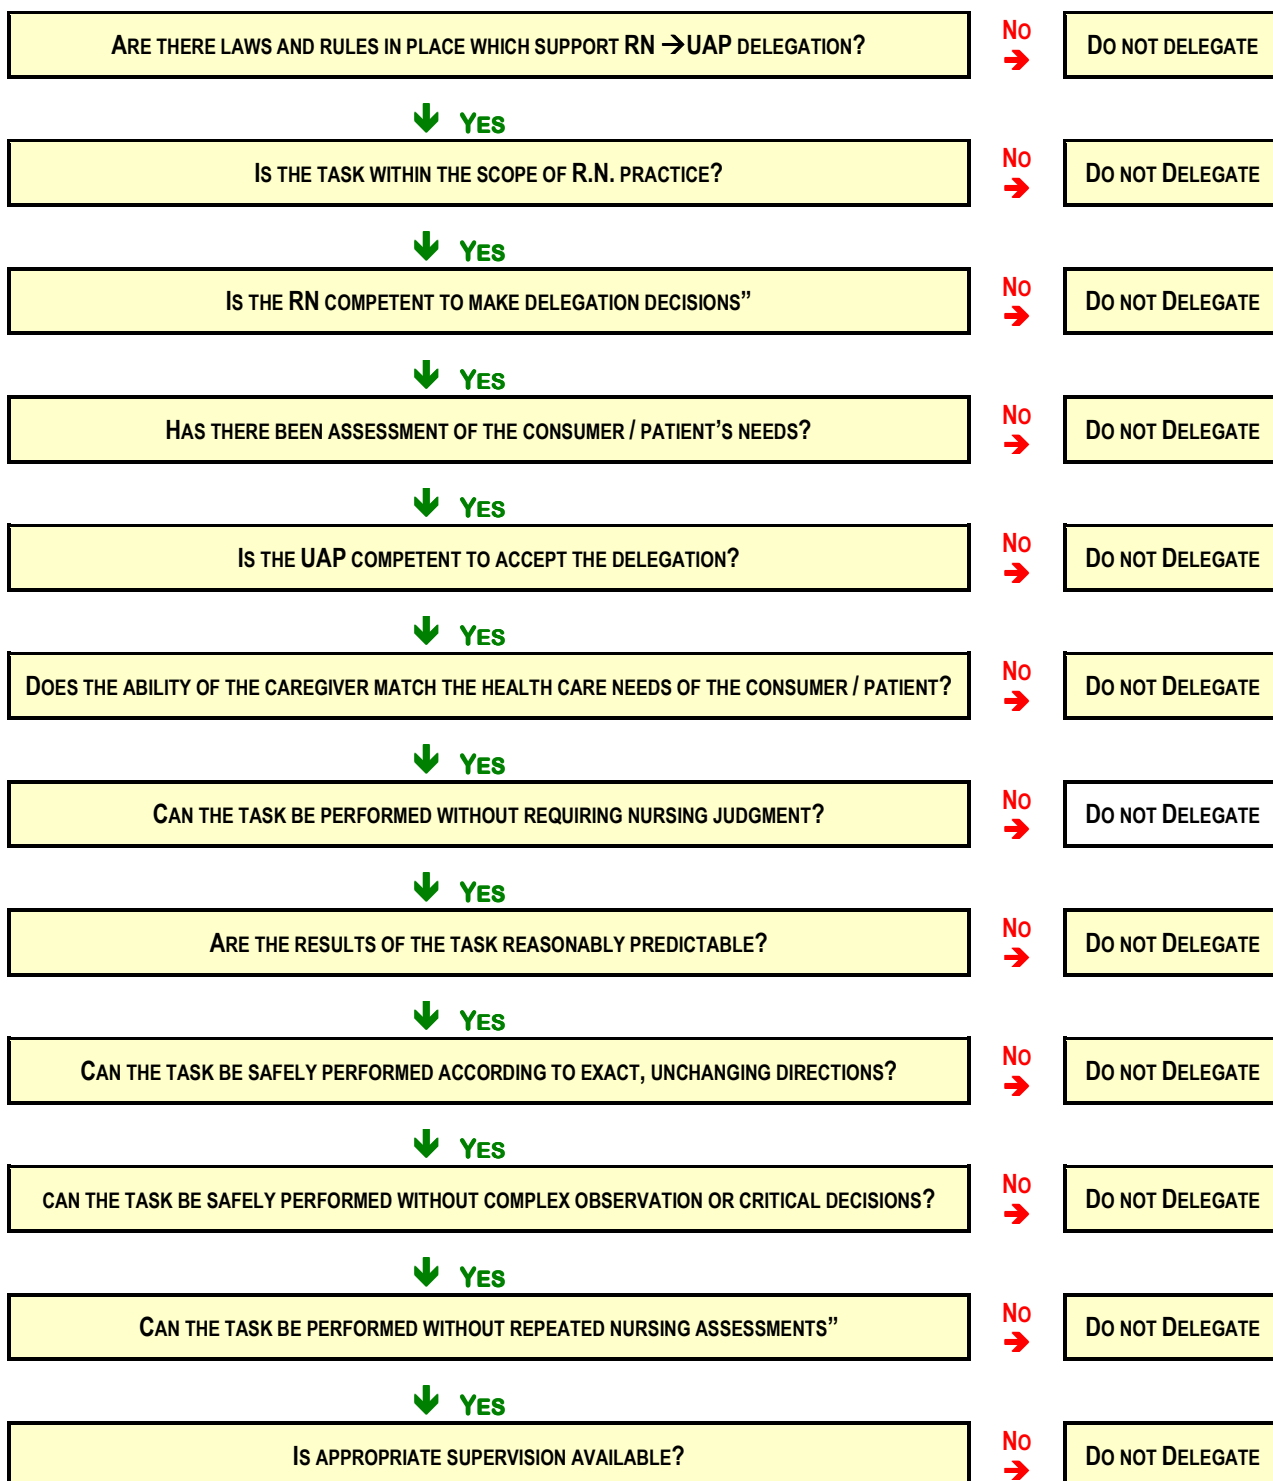 ARE THERE LAWS AND RULES IN PLACE WHICH SUPPORT RN →UAP DELEGATION?
NO
➔
DO NOT DELEGATE
YES
IS THE TASK WITHIN THE SCOPE OF R.N. PRACTICE?
NO
➔
DO NOT DELEGATE
YES
IS THE RN COMPETENT TO MAKE DELEGATION DECISIONS”
NO
➔
DO NOT DELEGATE
YES
HAS THERE BEEN ASSESSMENT OF THE CONSUMER / PATIENT’S NEEDS?
NO
➔
DO NOT DELEGATE
YES
IS THE UAP COMPETENT TO ACCEPT THE DELEGATION?
NO
➔
DO NOT DELEGATE
YES
DOES THE ABILITY OF THE CAREGIVER MATCH THE HEALTH CARE NEEDS OF THE CONSUMER / PATIENT?
NO
➔
DO NOT DELEGATE
YES
CAN THE TASK BE PERFORMED WITHOUT REQUIRING NURSING JUDGMENT?
NO
➔
DO NOT DELEGATE
YES
ARE THE RESULTS OF THE TASK REASONABLY PREDICTABLE?
NO
➔
DO NOT DELEGATE
YES
CAN THE TASK BE SAFELY PERFORMED ACCORDING TO EXACT, UNCHANGING DIRECTIONS?
NO
➔
DO NOT DELEGATE
YES
CAN THE TASK BE SAFELY PERFORMED WITHOUT COMPLEX OBSERVATION OR CRITICAL DECISIONS?
NO
➔
DO NOT DELEGATE
YES
CAN THE TASK BE PERFORMED WITHOUT REPEATED NURSING ASSESSMENTS”
NO
➔
DO NOT DELEGATE
YES
IS APPROPRIATE SUPERVISION AVAILABLE?
NO
➔
DO NOT DELEGATE